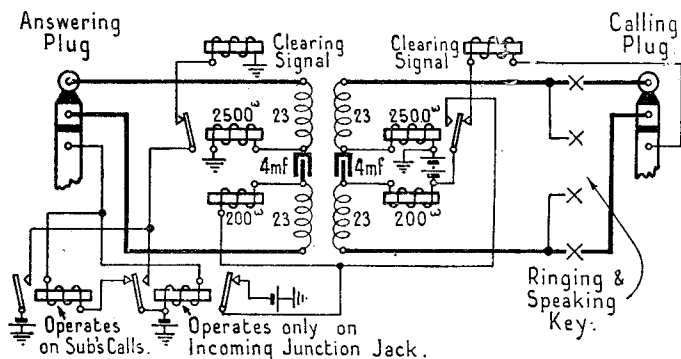 Answering
Plug
Clearing
Signal
Clearing
Signal
Calling
Plug
23
23
2500ω
2500ω
4mf
4mf
200ω
200ω
23
23
Ringing &
Speaking
Key.
Operates
on Sub's Calls.
Operates only on
Incoming Junction Jack.